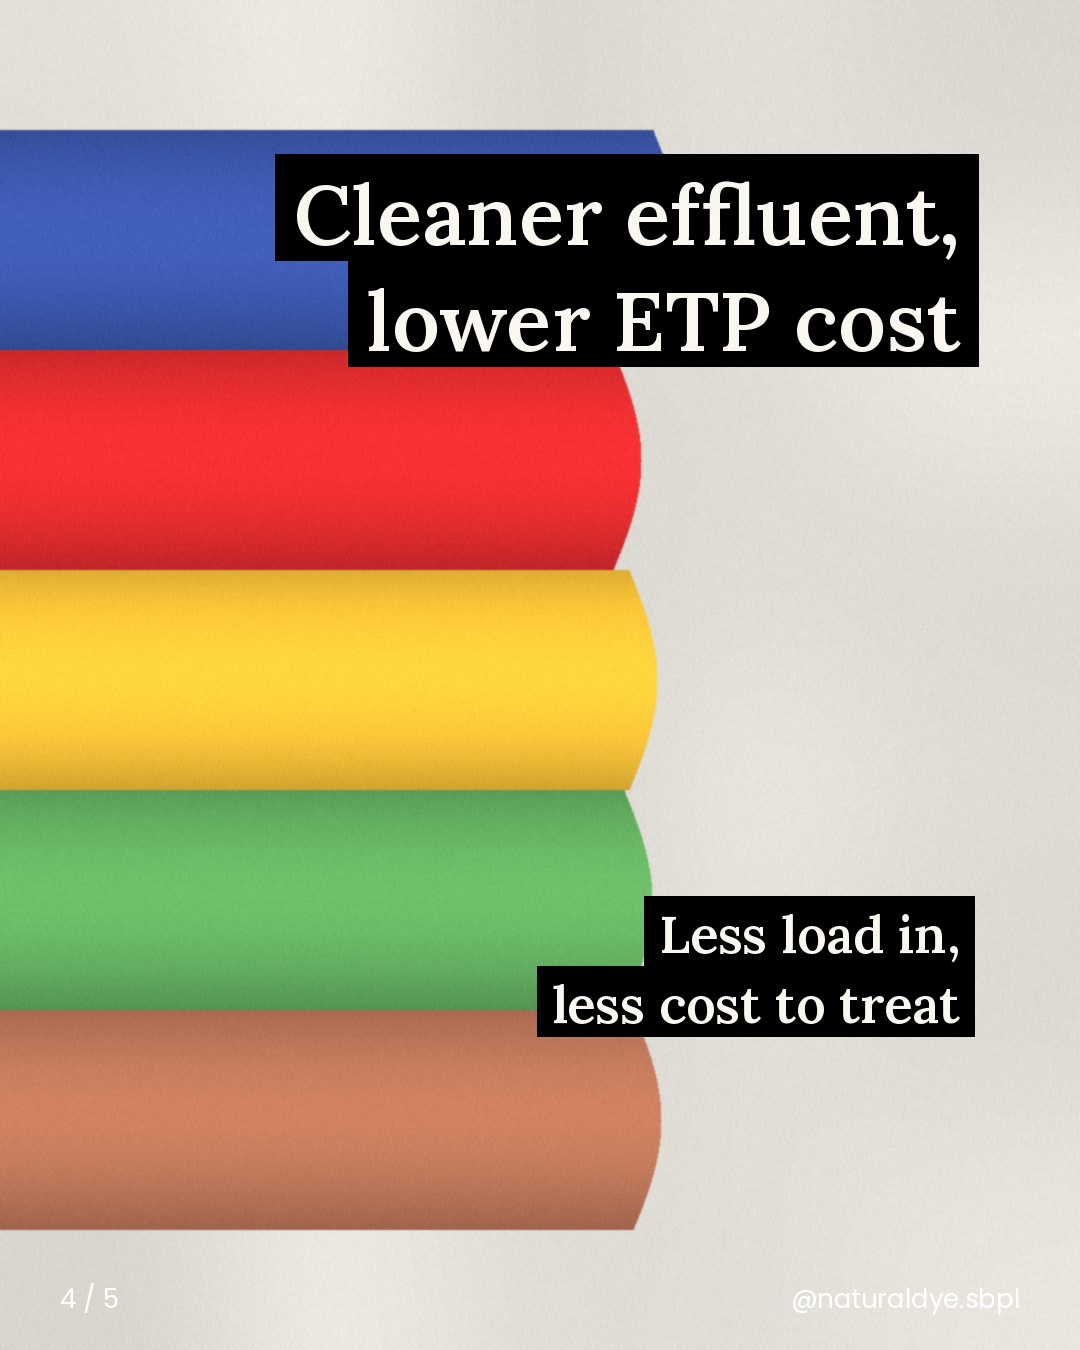 Cleaner effluent,
lower ETP cost
Less load in,
less cost to treat
4 / 5
@naturaldye.sbpl